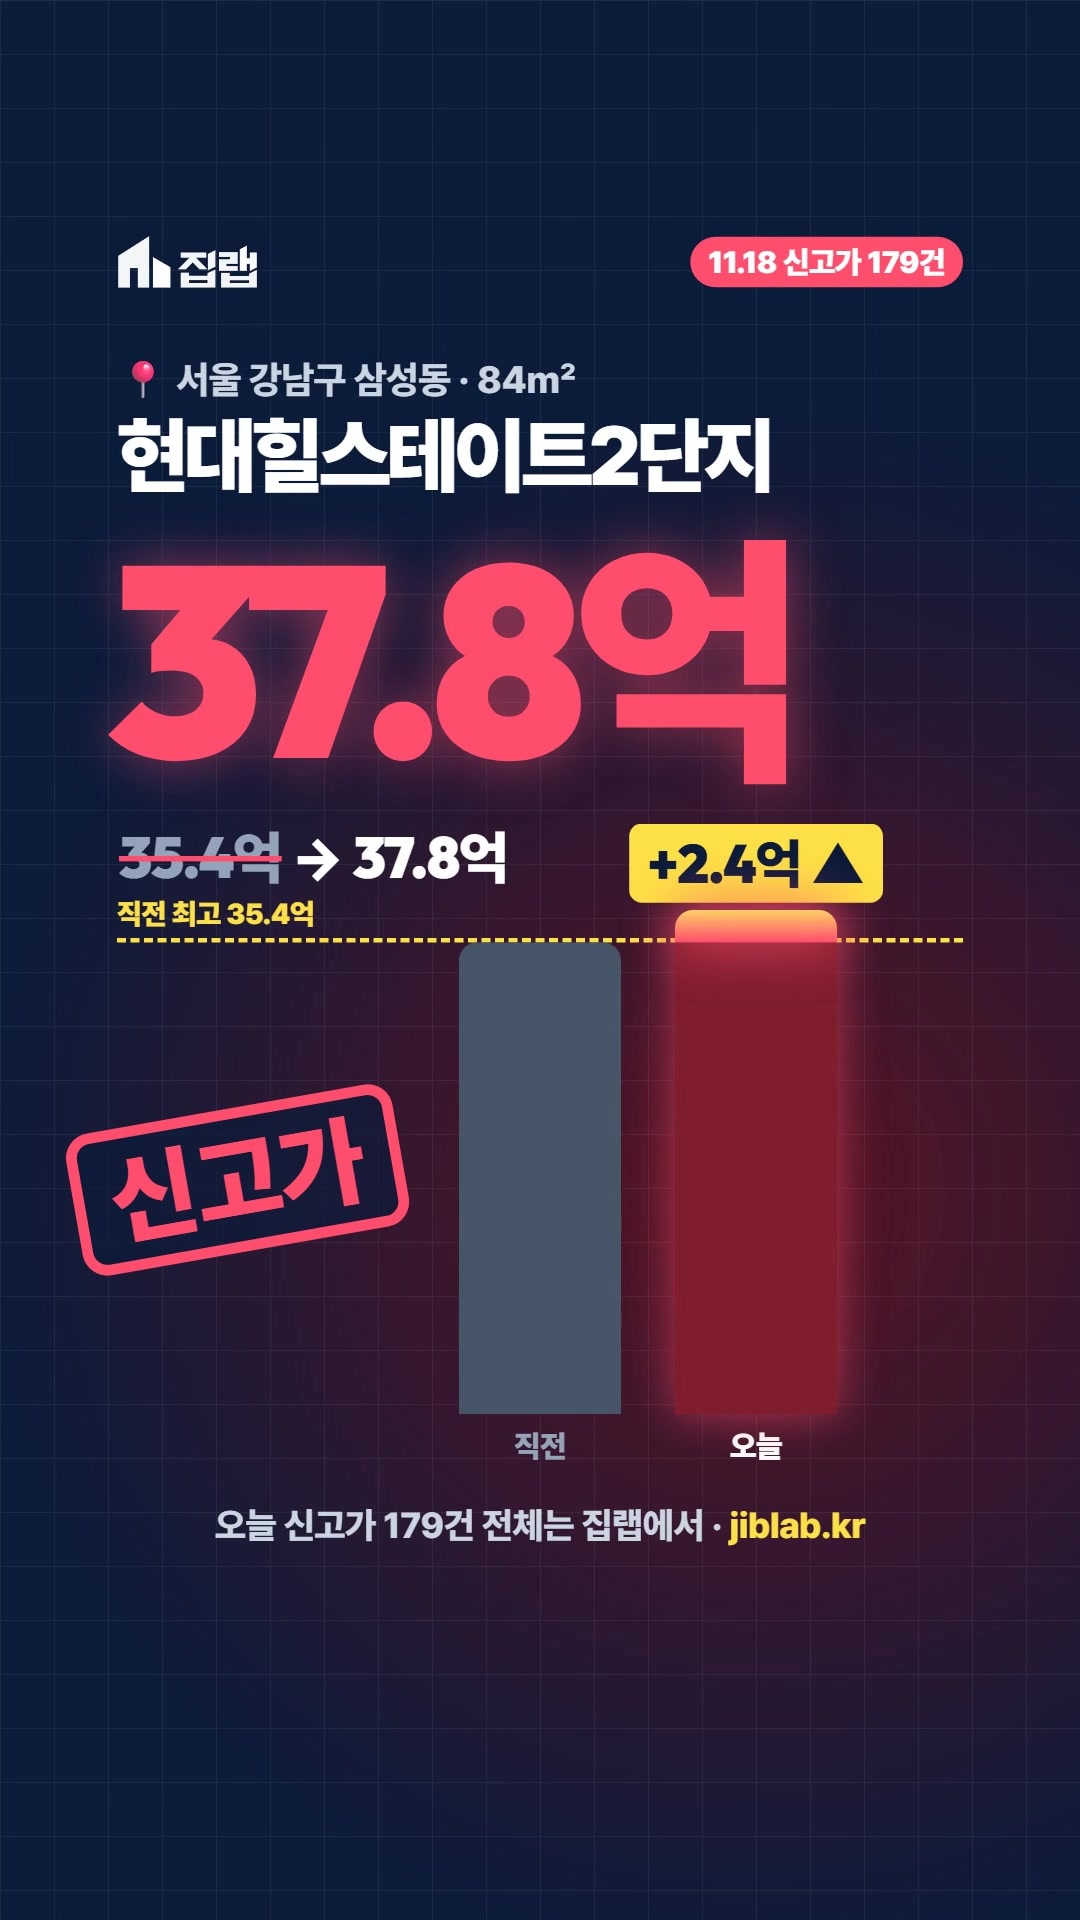 집랩
11.18 신고가 179건
서울 강남구 삼성동 · 84m²
현대힐스테이트2단지
37.8억
35.4억 → 37.8억
+2.4억 ▲
직전 최고 35.4억
신고가
직전
오늘
오늘 신고가 179건 전체는 집랩에서 · jiblab.kr